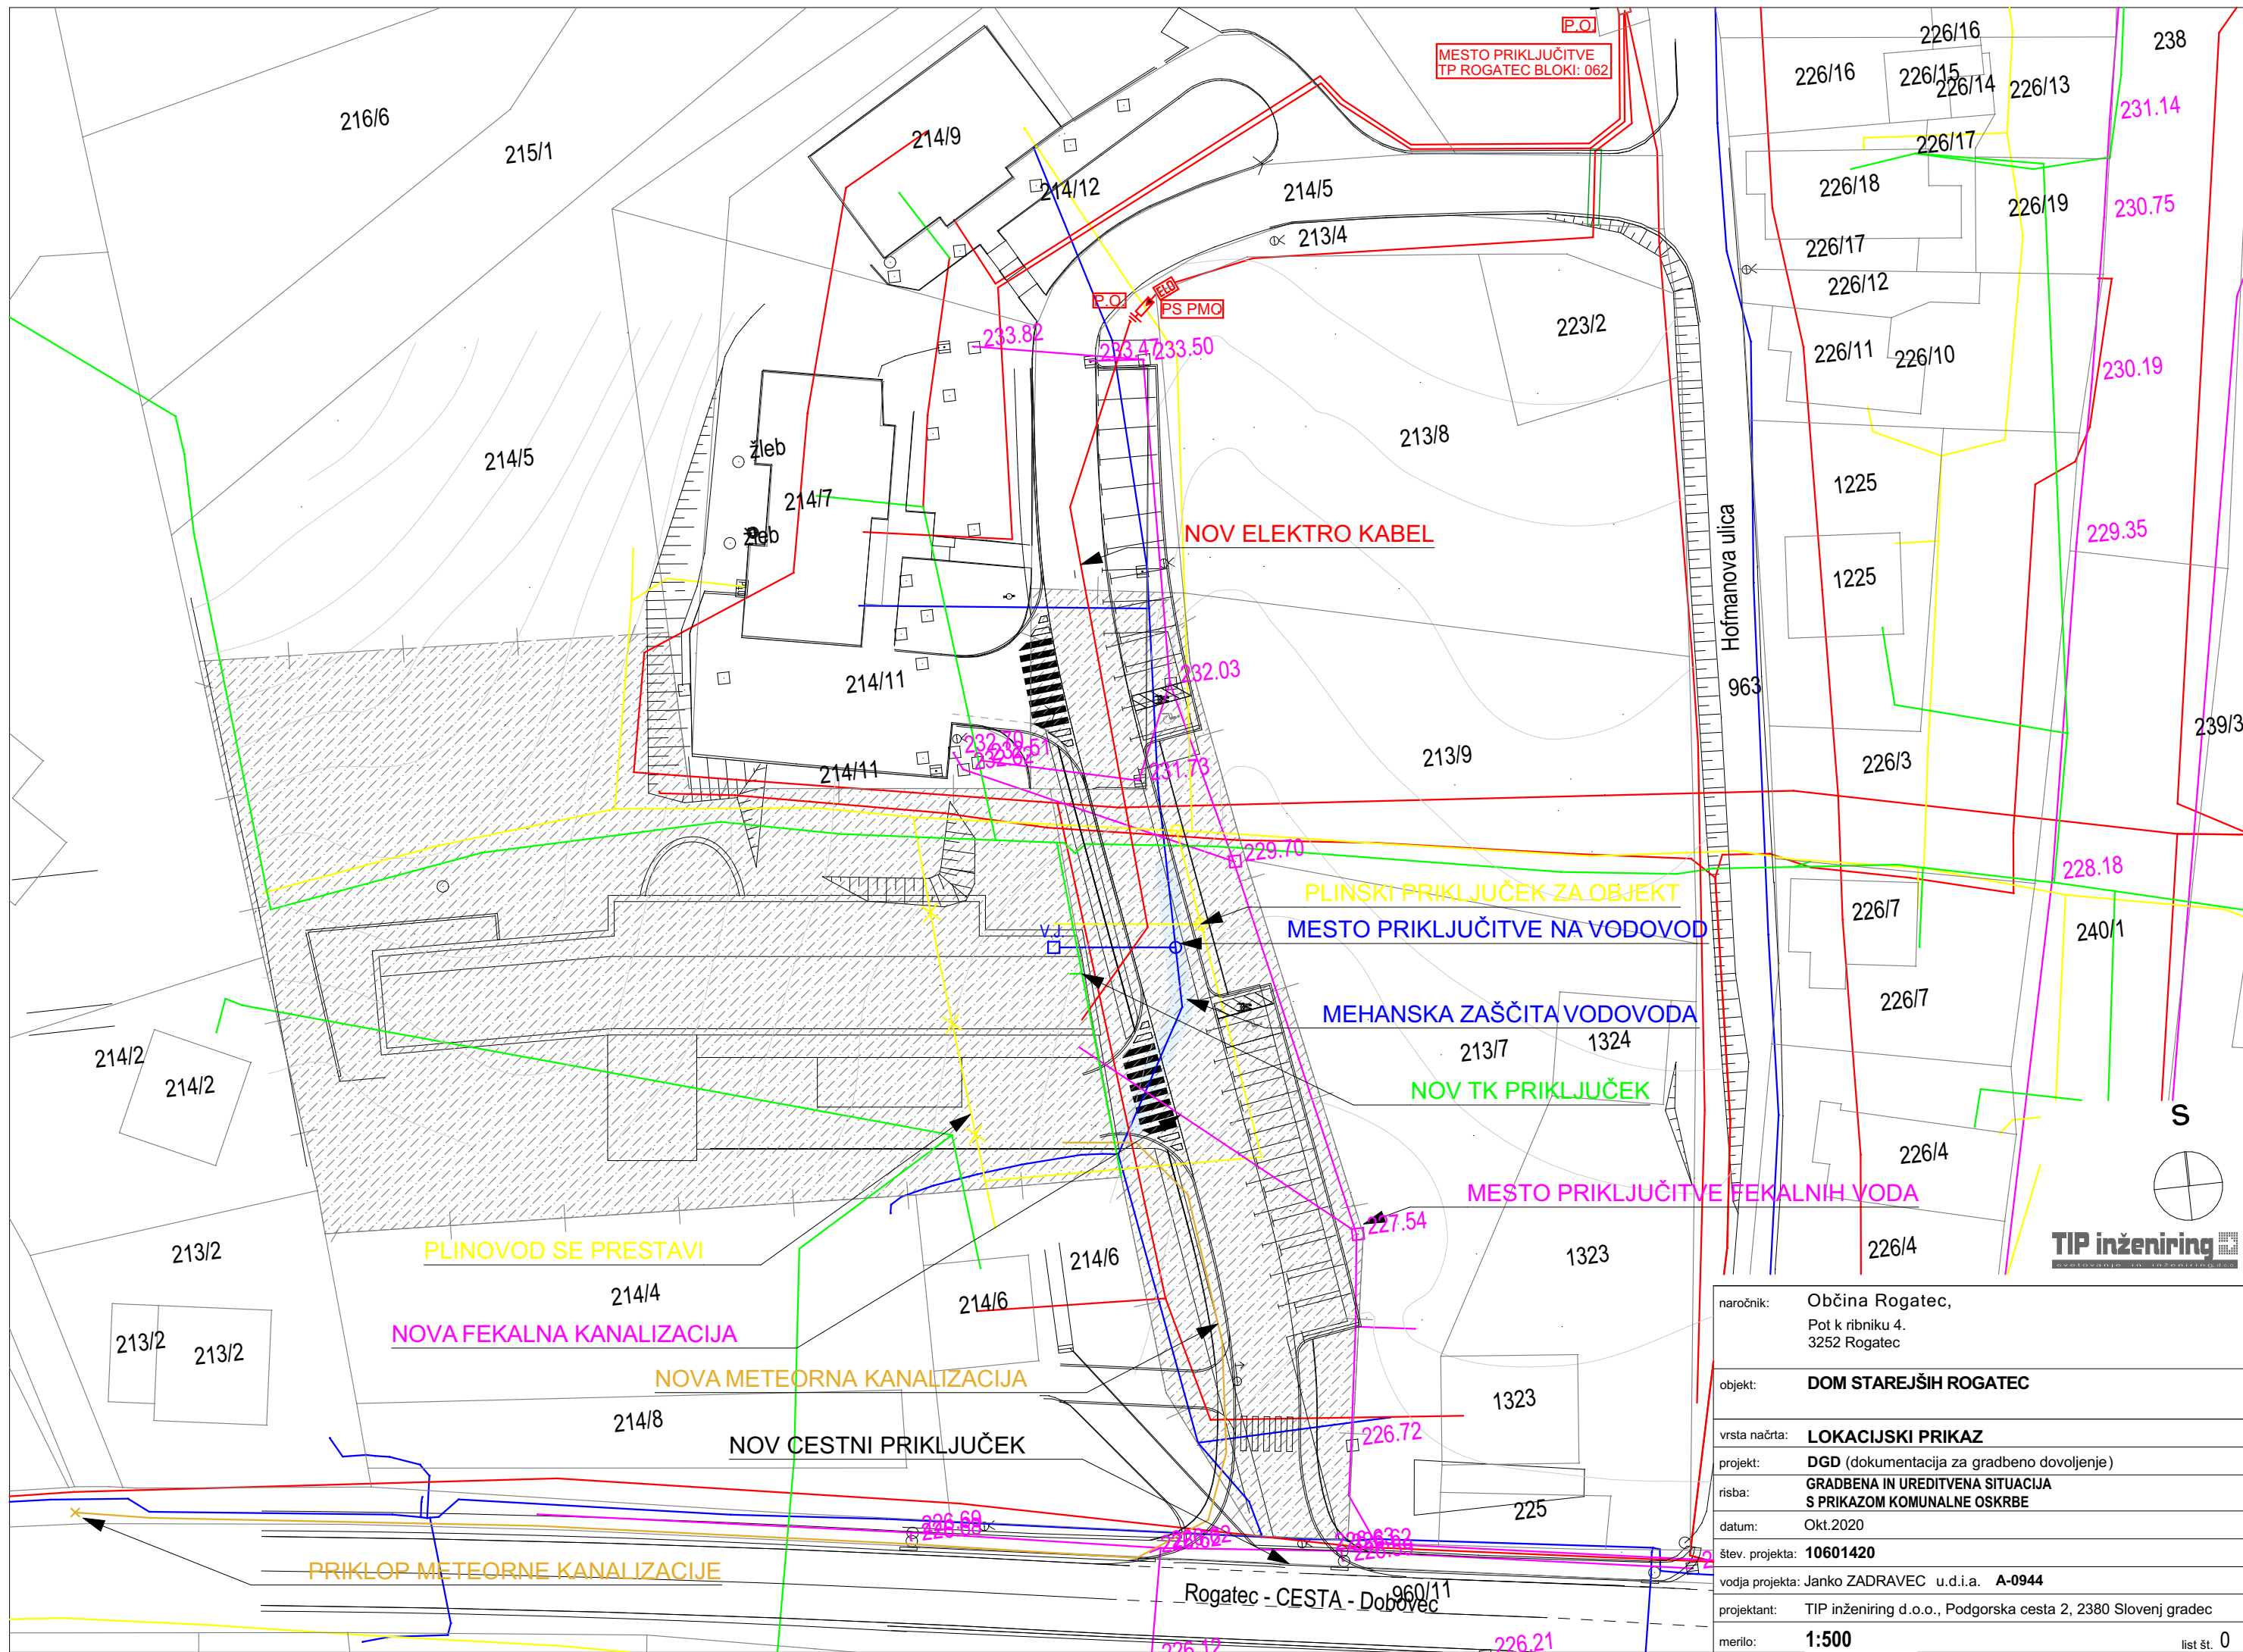 P.O.
MESTO PRIKLJUČITVE
TP ROGATEC BLOKI: 062
226/16
238
226/16
226/15
226/14
226/13
231.14
216/6
215/1
214/9
226/17
214/12
214/5
226/18
226/19
230.75
213/4
226/17
226/12
P.O.
ELO
PS PMO
223/2
233.82
233.47
233.50
226/11
226/10
230.19
214/5
žleb
213/8
214/7
1225
žleb
NOV ELEKTRO KABEL
Hofmanova ulica
229.35
1225
214/11
232.03
963
239/3
232.70
232.51
214/11
231.73
213/9
226/3
229.70
228.18
PLINSKI PRIKLJUČEK ZA OBJEKT
226/7
V.J.
MESTO PRIKLJUČITVE NA VODOVOD
240/1
226/7
MEHANSKA ZAŠČITA VODOVODA
214/2
213/7
1324
214/2
NOV TK PRIKLJUČEK
S
226/4
MESTO PRIKLJUČITVE FEKALNIH VODA
227.54
213/2
PLINOVOD SE PRESTAVI
214/6
1323
226/4
TIP inženiring
svetovanje in inženiring d.o.o.
214/4
214/6
213/2
213/2
NOVA FEKALNA KANALIZACIJA
NOVA METEORNA KANALIZACIJA
1323
214/8
226.72
NOV CESTNI PRIKLJUČEK
225
226.69
PRIKLOP METEORNE KANALIZACIJE
Rogatec - CESTA - Dobovec
960/11
226.12
226.21
naročnik: Občina Rogatec,
Pot k ribniku 4.
3252 Rogatec
objekt: DOM STAREJŠIH ROGATEC
vrsta načrta: LOKACIJSKI PRIKAZ
projekt: DGD (dokumentacija za gradbeno dovoljenje)
risba: GRADBENA IN UREDITVENA SITUACIJA
S PRIKAZOM KOMUNALNE OSKRBE
datum: Okt.2020
štev. projekta: 10601420
vodja projekta: Janko ZADRAVEC u.d.i.a. A-0944
projektant: TIP inženiring d.o.o., Podgorska cesta 2, 2380 Slovenj gradec
merilo: 1:500 list št. 0